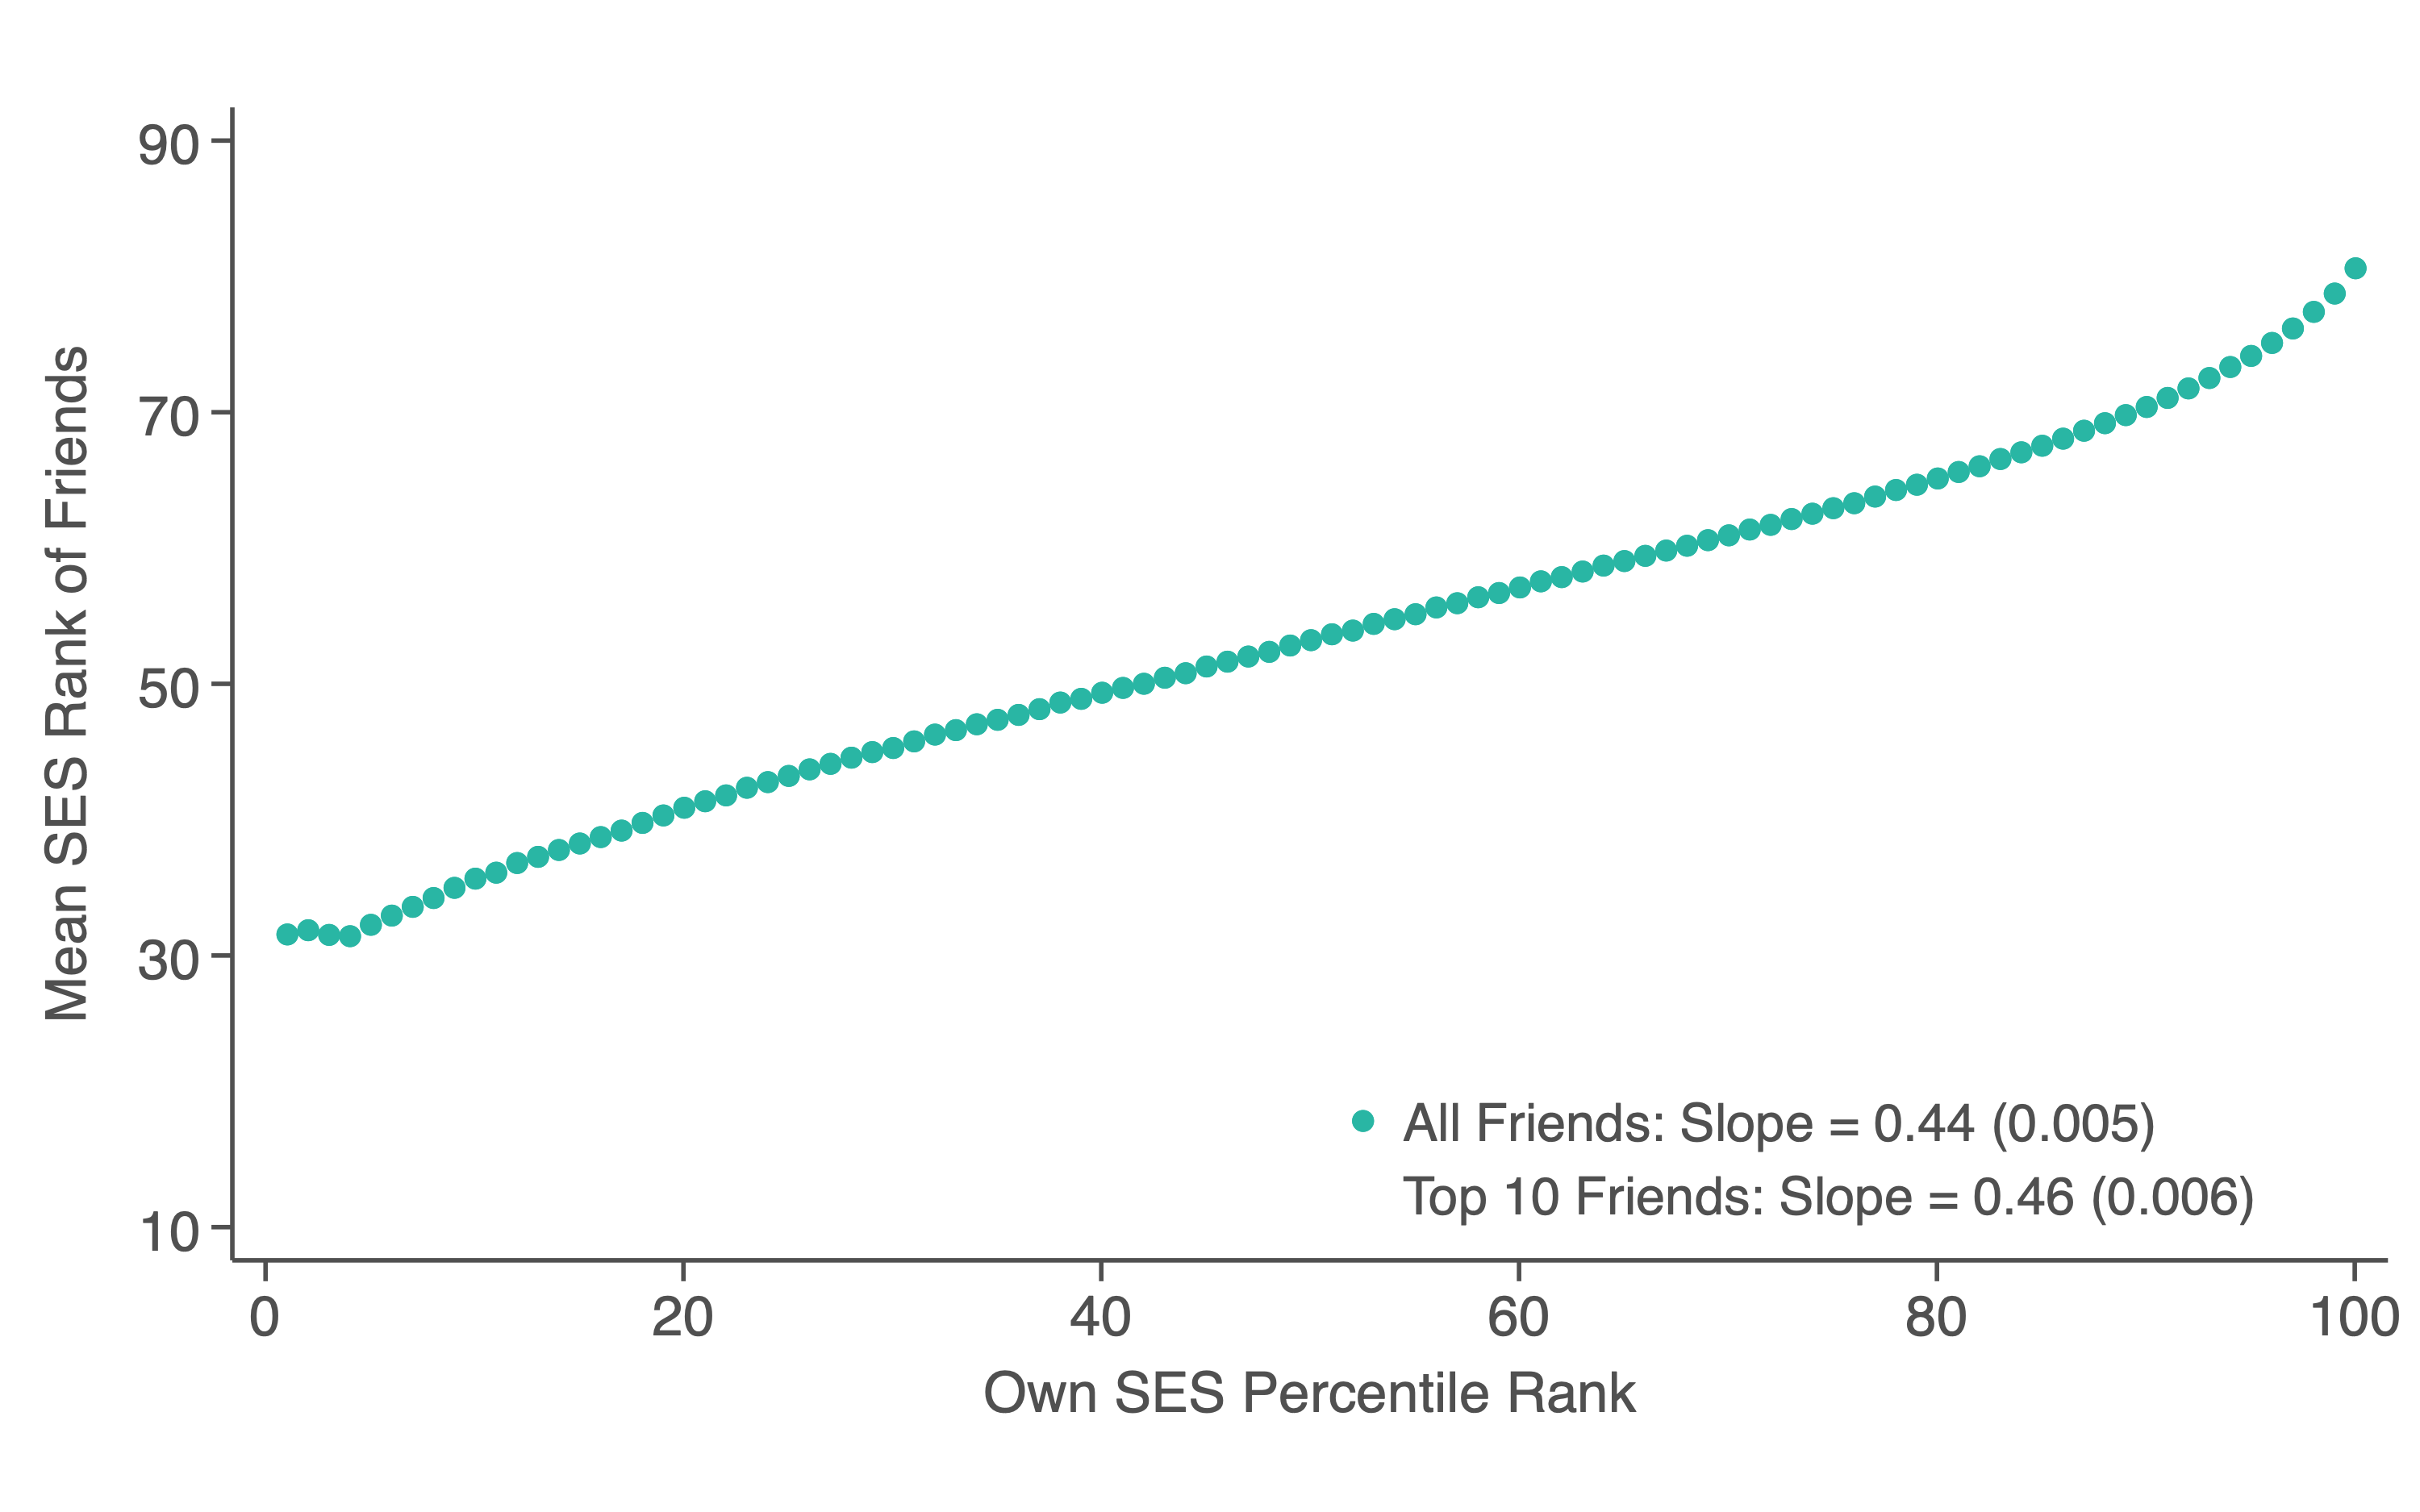 90
70
50
30
10
Mean SES Rank of Friends
All Friends: Slope = 0.44 (0.005)
Top 10 Friends: Slope = 0.46 (0.006)
0 20 40 60 80 100
Own SES Percentile Rank